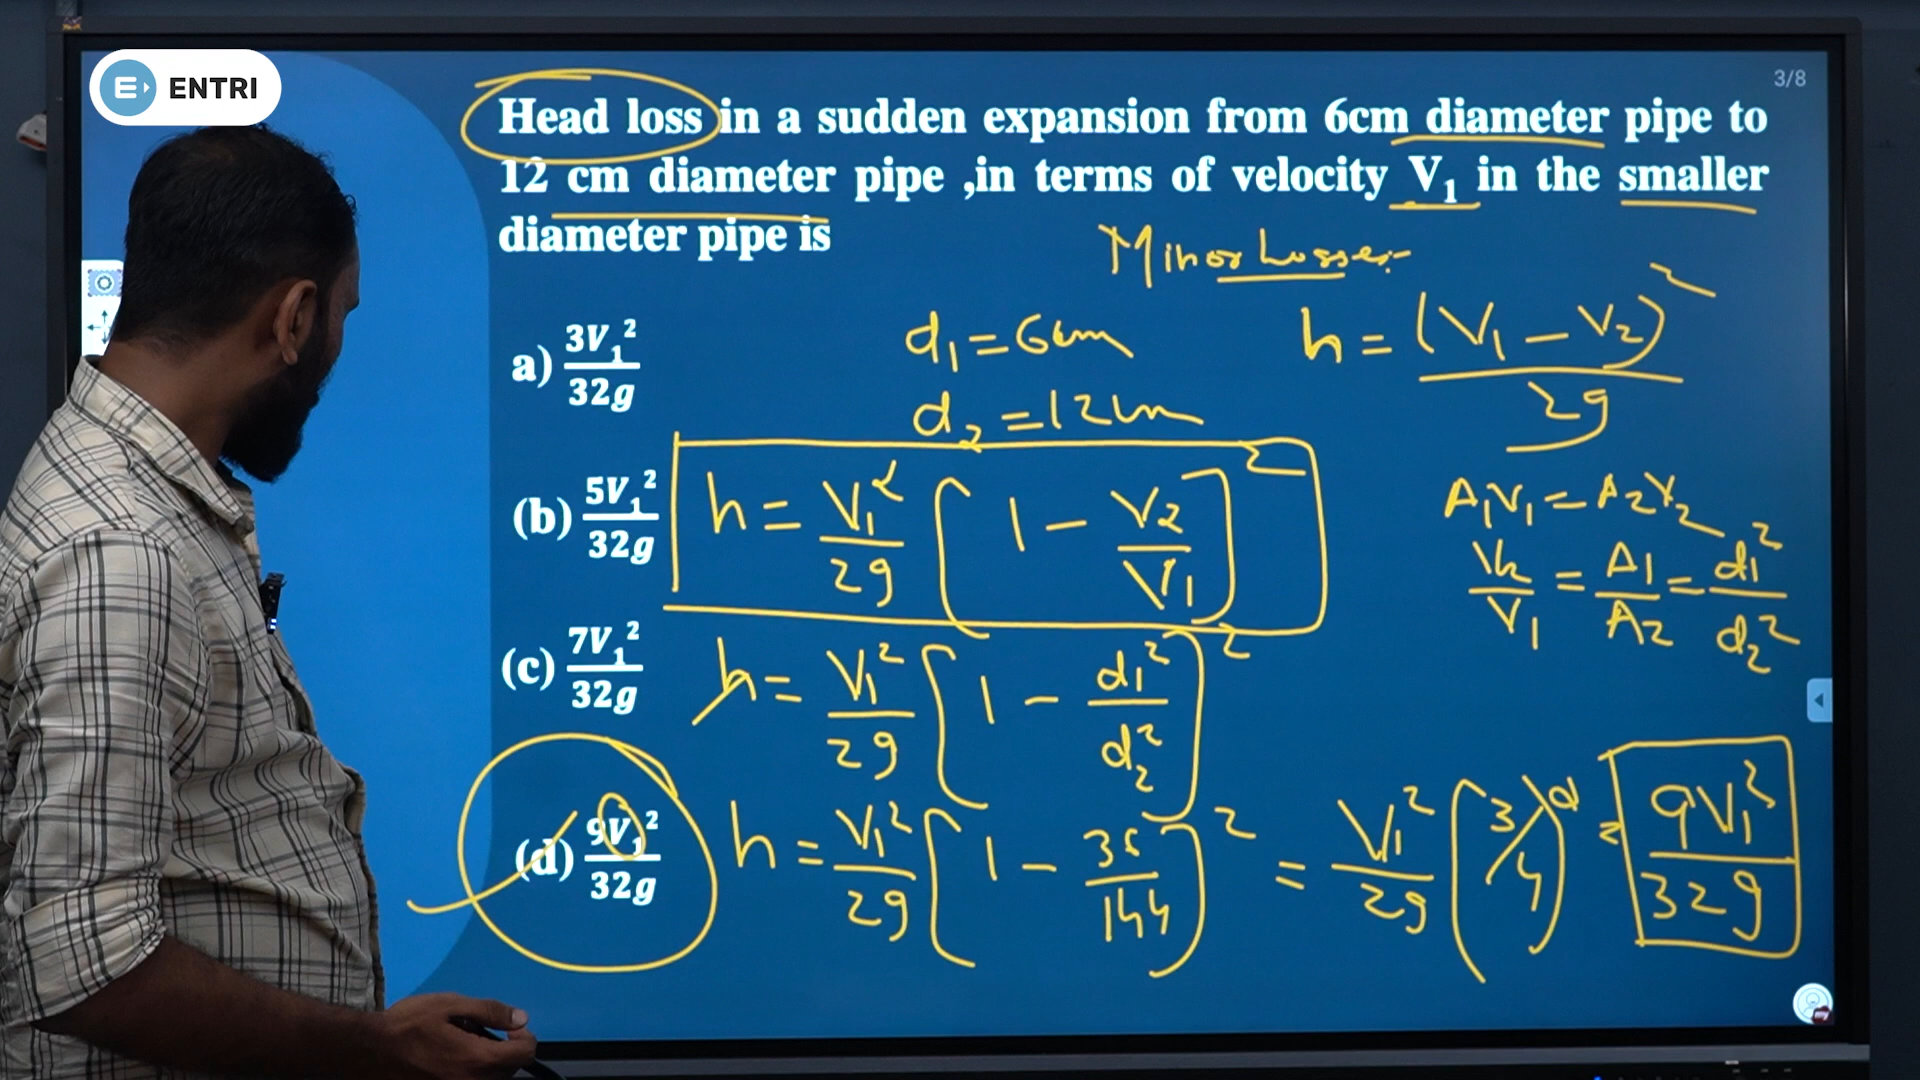 ENTRI
3/8
Head loss in a sudden expansion from 6cm diameter pipe to
12 cm diameter pipe ,in terms of velocity V₁ in the smaller
diameter pipe is
Minor Losses
a) 3V₁²/32g
d₁ = 6cm
h = (V₁ - V₂)²/2g
d₂ = 12cm
(b) 5V₁²/32g
h = V₁²/2g [1 - V₂/V₁]²
A₁V₁ = A₂V₂
V₂/V₁ = A₁/A₂ = d₁²/d₂²
(c) 7V₁²/32g
h = V₁²/2g [1 - d₁²/d₂²]²
(d) 9V₁²/32g
h = V₁²/2g [1 - 36/144]² = V₁²/2g (3/4)² = 9V₁²/32g